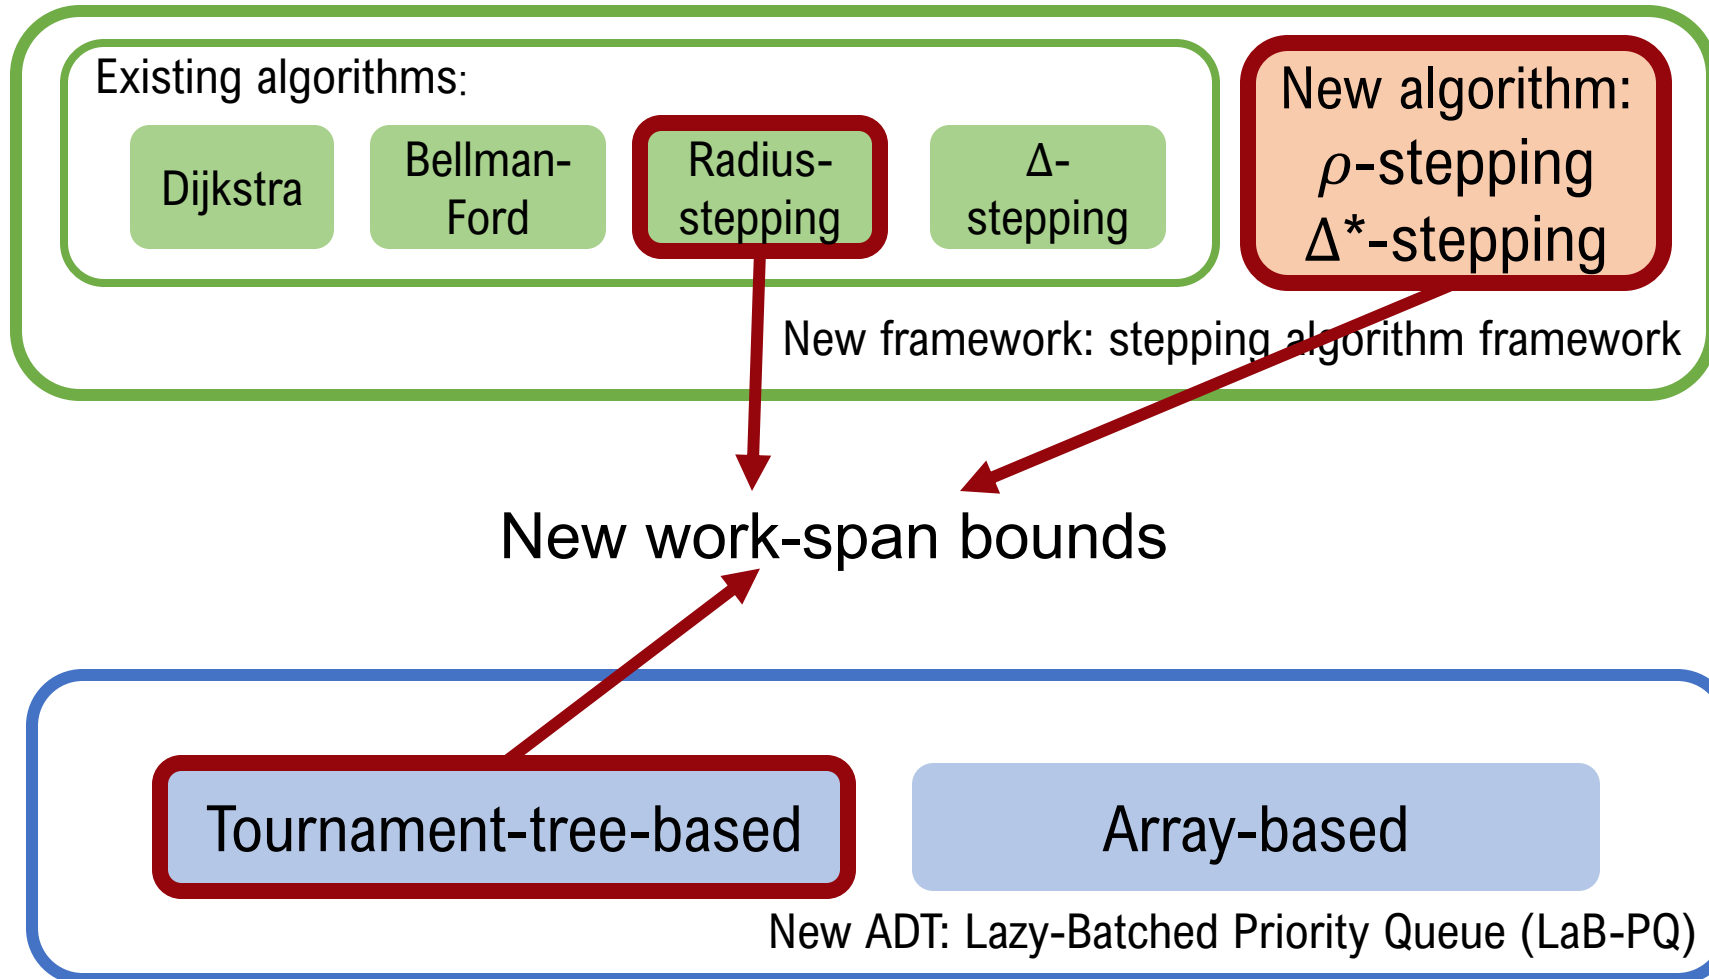 Existing algorithms:
Dijkstra
Bellman-
Ford
Radius-
stepping
Δ-
stepping
New algorithm:
ρ-stepping
Δ*-stepping
New framework: stepping algorithm framework
New work-span bounds
Tournament-tree-based
Array-based
New ADT: Lazy-Batched Priority Queue (LaB-PQ)